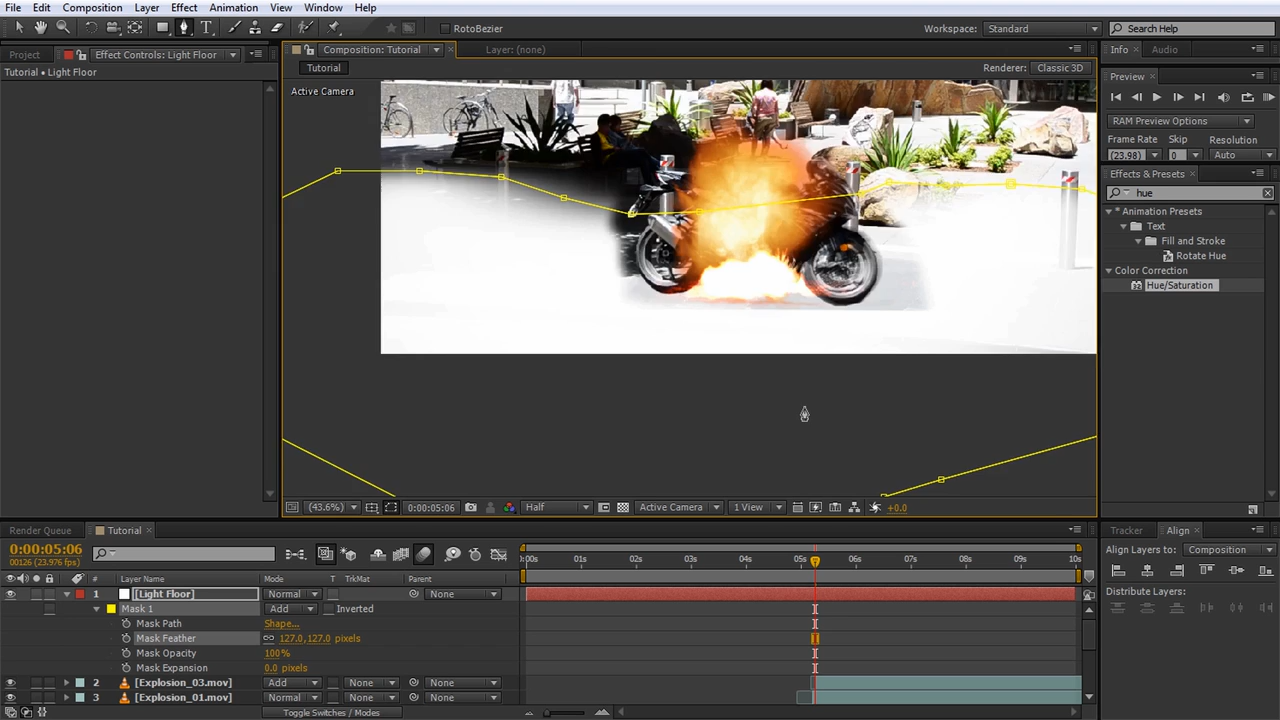 File Edit Composition Layer Effect Animation View Window Help
RotoBezier Workspace: Standard Search Help
Project Effect Controls: Light Floor Composition: Tutorial Layer: (none) Info Audio
Tutorial • Light Floor Tutorial Renderer: Classic 3D Preview
Active Camera
RAM Preview Options
Frame Rate Skip Resolution
(23.98) 0 Auto
Effects & Presets
hue
* Animation Presets
Text
Fill and Stroke
Rotate Hue
Color Correction
Hue/Saturation
(43.6%) 0:00:05:06 Half Active Camera 1 View +0.0
Render Queue Tutorial Tracker Align
0:00:05:06
00126 (23.976 fps)
Align Layers to: Composition
:00s 01s 02s 03s 04s 05s 06s 07s 08s 09s 10s
# Layer Name Mode T TrkMat Parent
Distribute Layers:
1 [Light Floor] Normal None
Mask 1 Add Inverted
Mask Path Shape...
Mask Feather 127.0,127.0 pixels
Mask Opacity 100%
Mask Expansion 0.0 pixels
2 [Explosion_03.mov] Add None None
3 [Explosion_01.mov] Normal None None
Toggle Switches / Modes